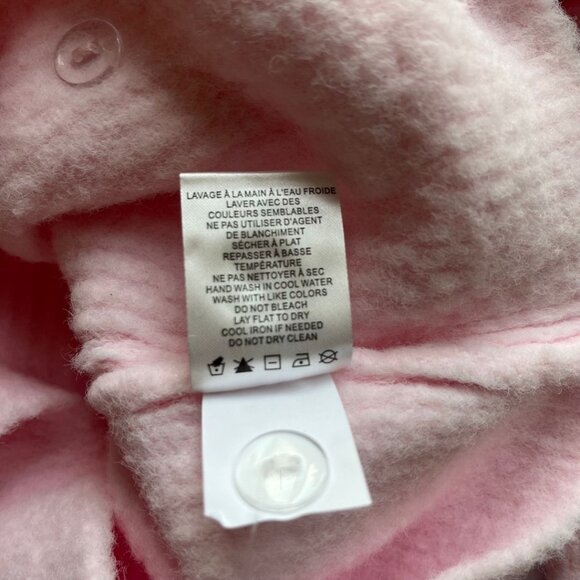 LAVAGE À LA MAIN À L'EAU FROIDE
LAVER AVEC DES
COULEURS SEMBLABLES
NE PAS UTILISER D'AGENT
DE BLANCHIMENT
SÉCHER À PLAT
REPASSER À BASSE
TEMPÉRATURE
NE PAS NETTOYER À SEC
HAND WASH IN COOL WATER
WASH WITH LIKE COLORS
DO NOT BLEACH
LAY FLAT TO DRY
COOL IRON IF NEEDED
DO NOT DRY CLEAN